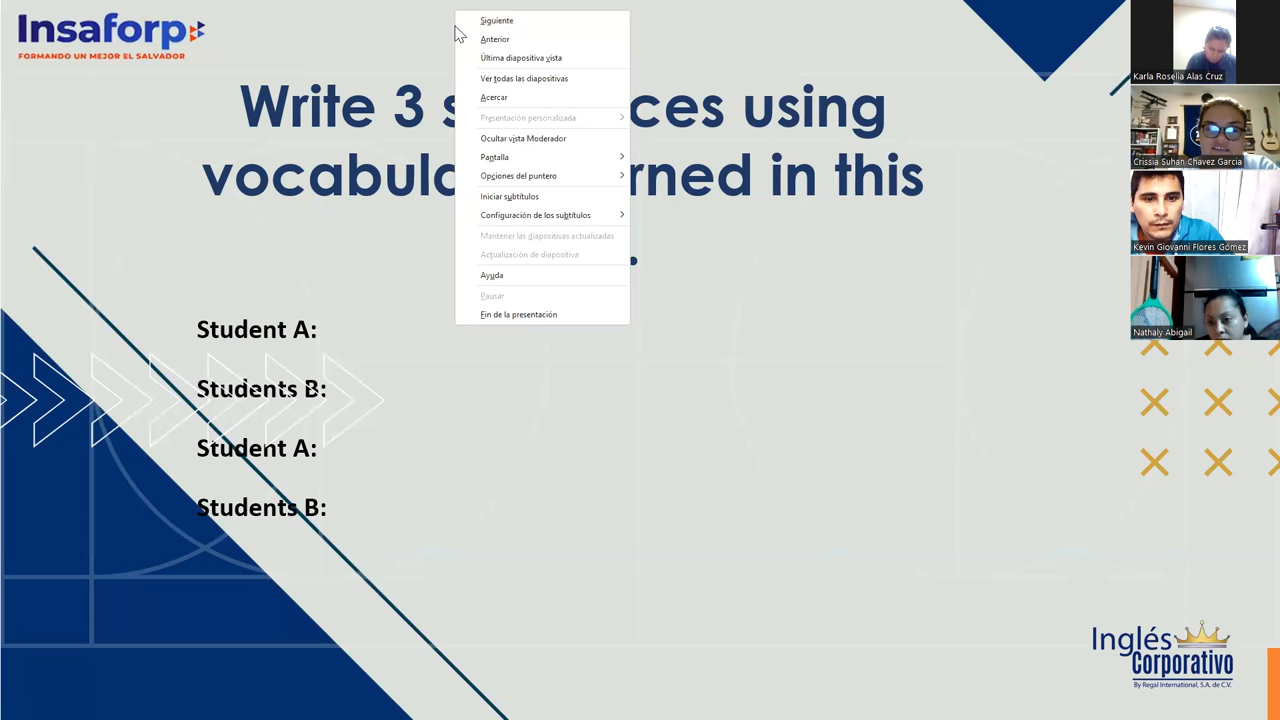 Insaforp
FORMANDO UN MEJOR EL SALVADOR
Write 3 s ces using
vocabula rned in this
.
Siguiente
Anterior
Última diapositiva vista
Ver todas las diapositivas
Acercar
Presentación personalizada
Ocultar vista Moderador
Pantalla
Opciones del puntero
Iniciar subtítulos
Configuración de los subtítulos
Mantener las diapositivas actualizadas
Actualización de diapositiva
Ayuda
Pausar
Fin de la presentación
Student A:
Students B:
Student A:
Students B:
Karla Roselia Alas Cruz
Crissia Suhan Chavez Garcia
Kevin Giovanni Flores Gómez
Nathaly Abigail
Inglés
Corporativo
By Regal International, S.A. de C.V.